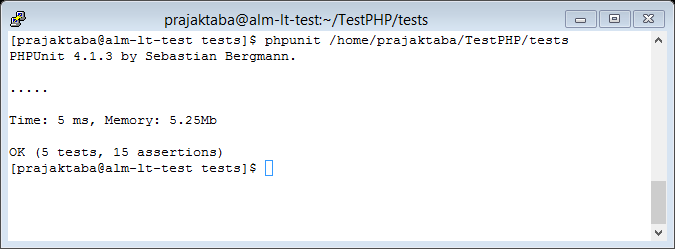 prajaktaba@alm-lt-test:~/TestPHP/tests
[prajaktaba@alm-lt-test tests]$ phpunit /home/prajaktaba/TestPHP/tests
PHPUnit 4.1.3 by Sebastian Bergmann.
.....
Time: 5 ms, Memory: 5.25Mb
OK (5 tests, 15 assertions)
[prajaktaba@alm-lt-test tests]$